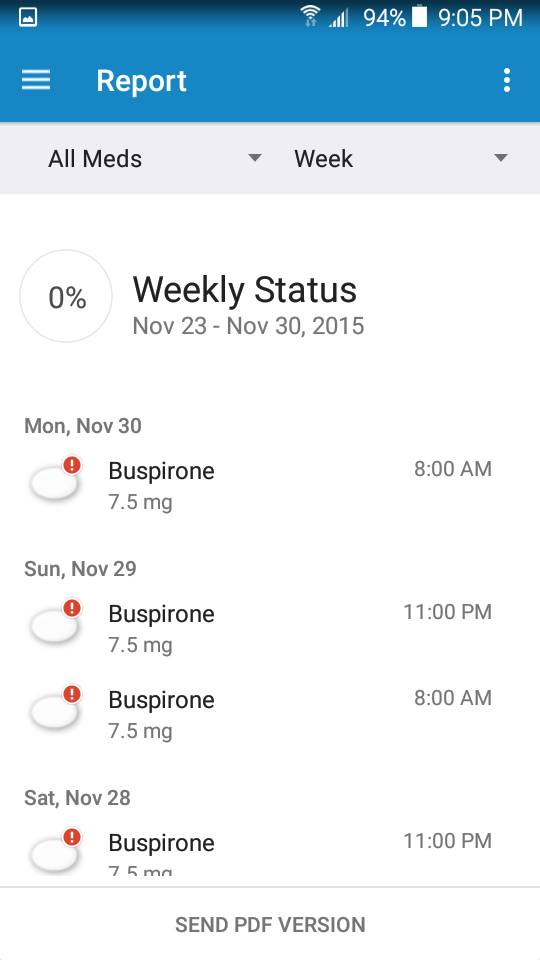 94% 9:05 PM
Report
All Meds Week
0%
Weekly Status
Nov 23 - Nov 30, 2015
Mon, Nov 30
Buspirone 8:00 AM
7.5 mg
Sun, Nov 29
Buspirone 11:00 PM
7.5 mg
Buspirone 8:00 AM
7.5 mg
Sat, Nov 28
Buspirone 11:00 PM
7.5 mg
SEND PDF VERSION